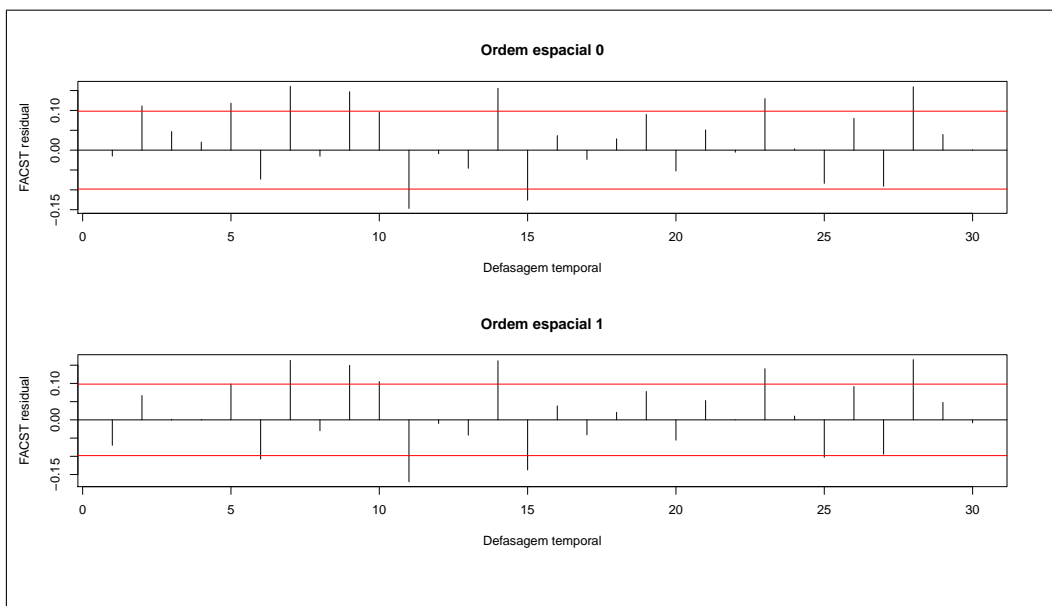 Ordem espacial 0
FACST residual
0.10
0.00
−0.15
0 5 10 15 20 25 30
Defasagem temporal
Ordem espacial 1
FACST residual
0.10
0.00
−0.15
0 5 10 15 20 25 30
Defasagem temporal